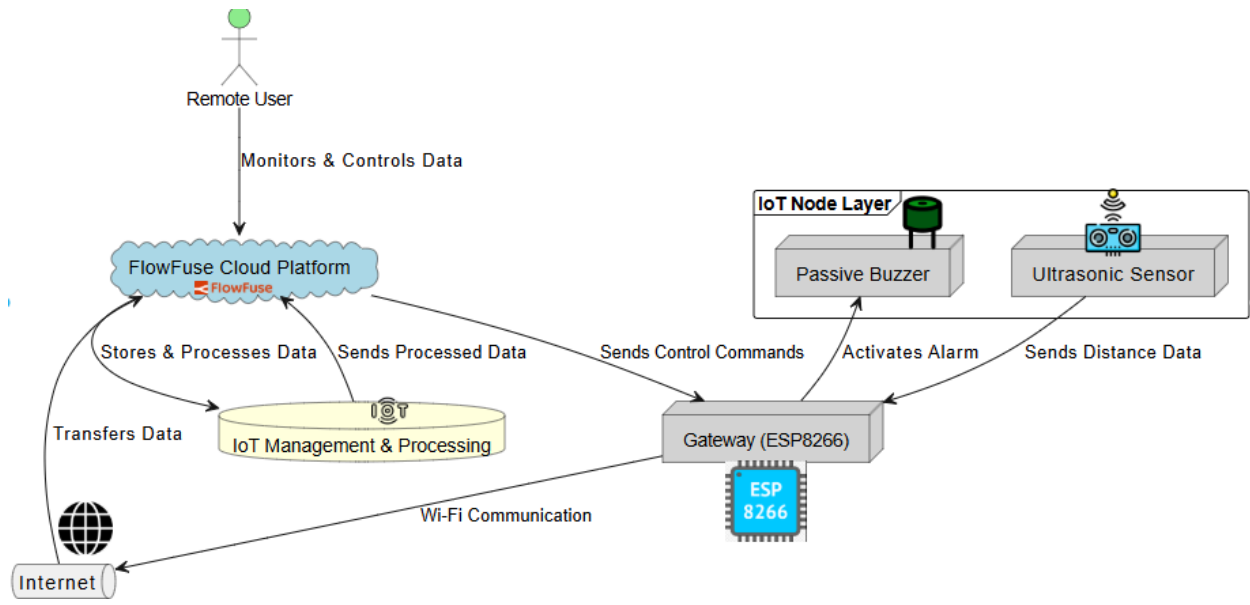 Remote User
Monitors & Controls Data
IoT Node Layer
Passive Buzzer
Ultrasonic Sensor
FlowFuse Cloud Platform
FlowFuse
Stores & Processes Data
Sends Processed Data
Sends Control Commands
Activates Alarm
Sends Distance Data
IOT
IoT Management & Processing
Transfers Data
Gateway (ESP8266)
ESP
8266
Wi-Fi Communication
Internet